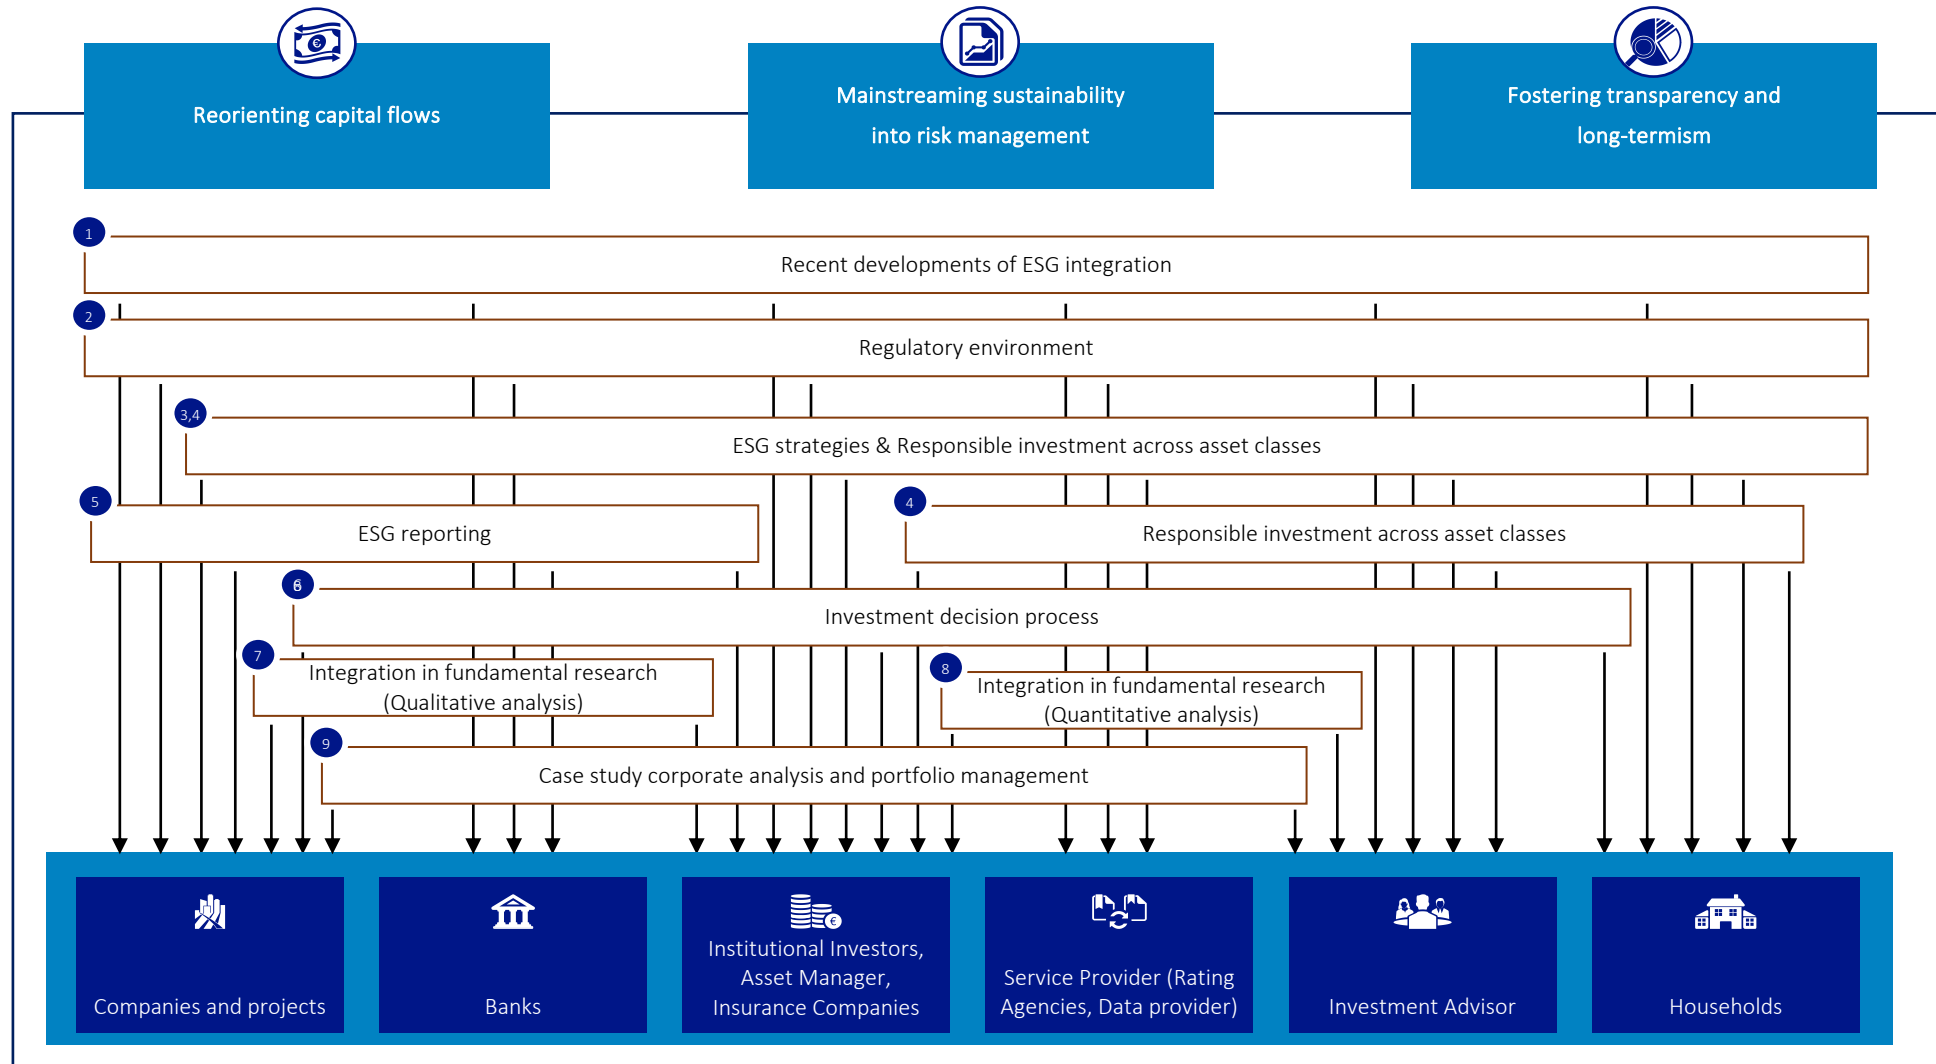 Reorienting capital flows
Mainstreaming sustainability
into risk management
Fostering transparency and
long-termism
1
Recent developments of ESG integration
2
Regulatory environment
3,4
ESG strategies & Responsible investment across asset classes
5
ESG reporting
4
Responsible investment across asset classes
Investment decision process
7
Integration in fundamental research
(Qualitative analysis)
8
Integration in fundamental research
(Quantitative analysis)
9
Case study corporate analysis and portfolio management
€
Companies and projects
Banks
Institutional Investors,
Asset Manager,
Insurance Companies
Service Provider (Rating
Agencies, Data provider)
Investment Advisor
Households